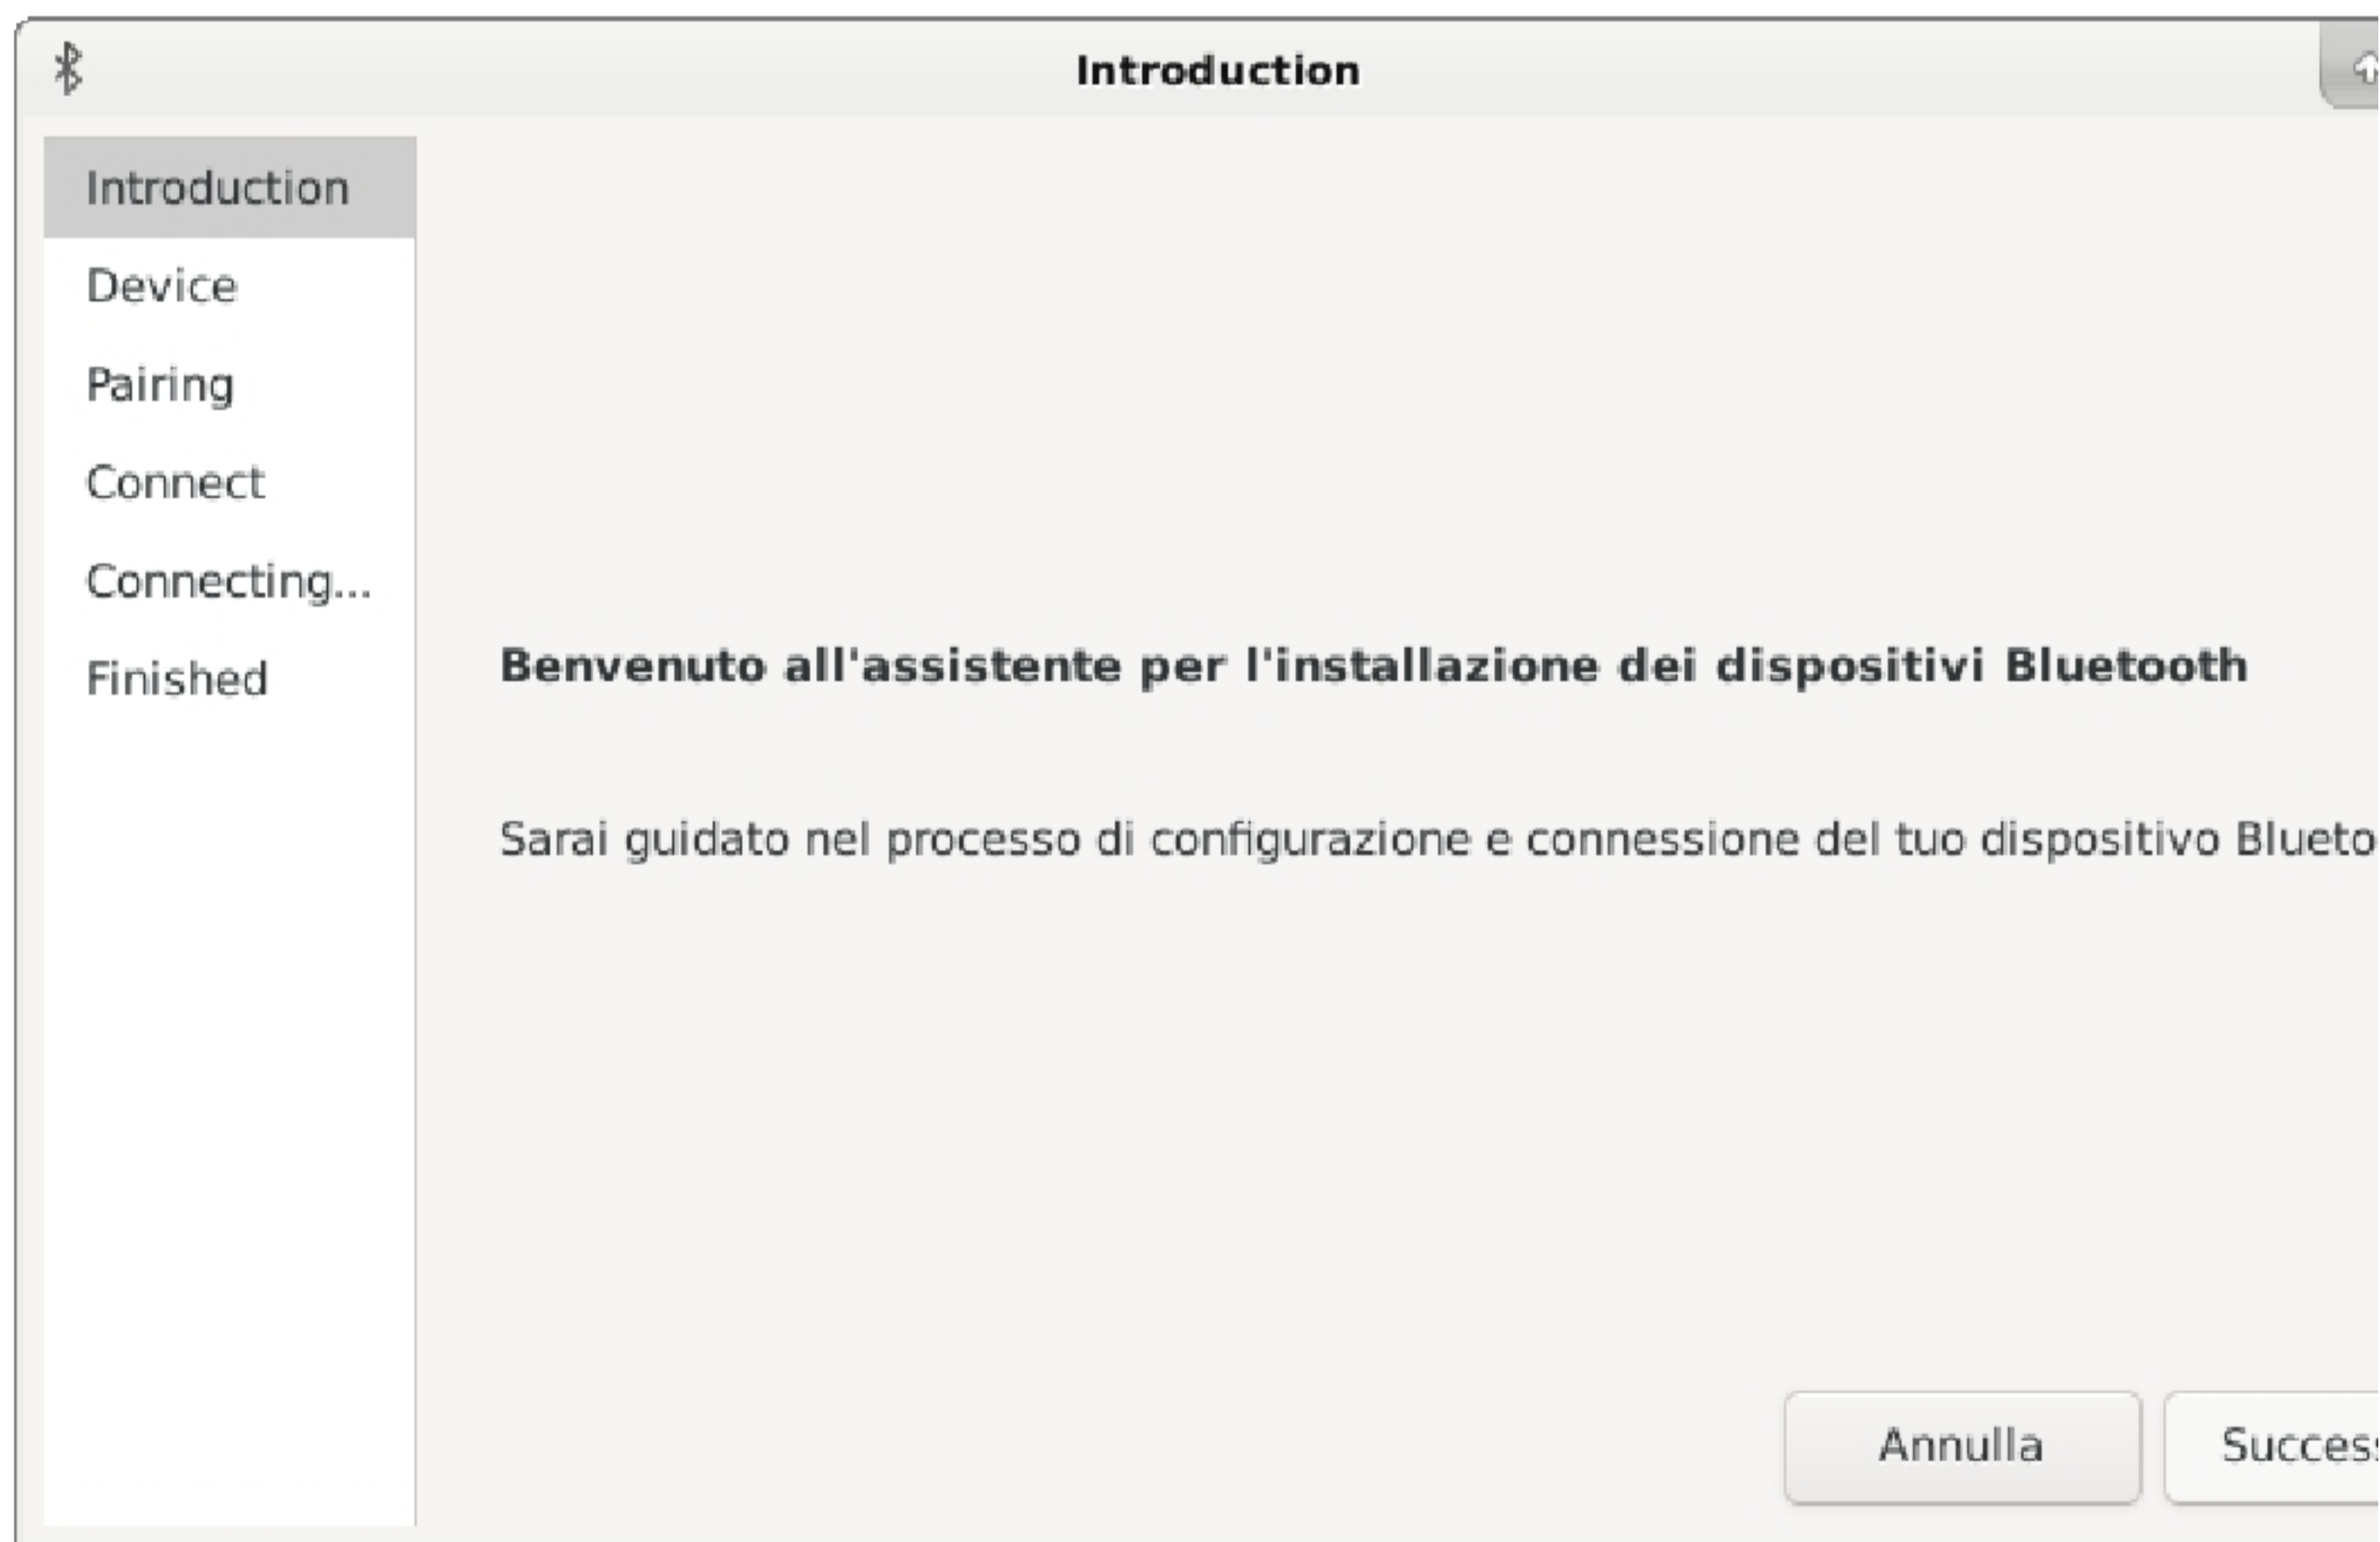 Introduction
Introduction
Device
Pairing
Connect
Connecting...
Finished
Benvenuto all'assistente per l'installazione dei dispositivi Bluetooth
Sarai guidato nel processo di configurazione e connessione del tuo dispositivo
Annulla